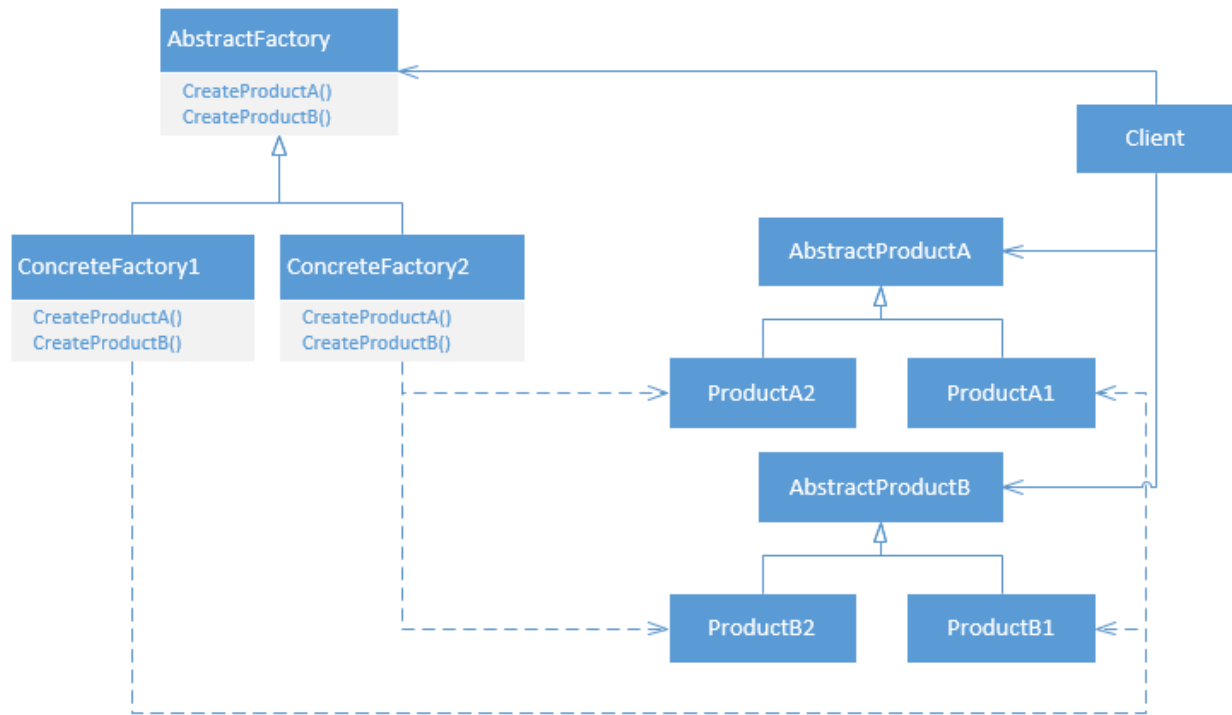 AbstractFactory
CreateProductA()
CreateProductB()
Client
ConcreteFactory1
CreateProductA()
CreateProductB()
ConcreteFactory2
CreateProductA()
CreateProductB()
AbstractProductA
ProductA2
ProductA1
AbstractProductB
ProductB2
ProductB1